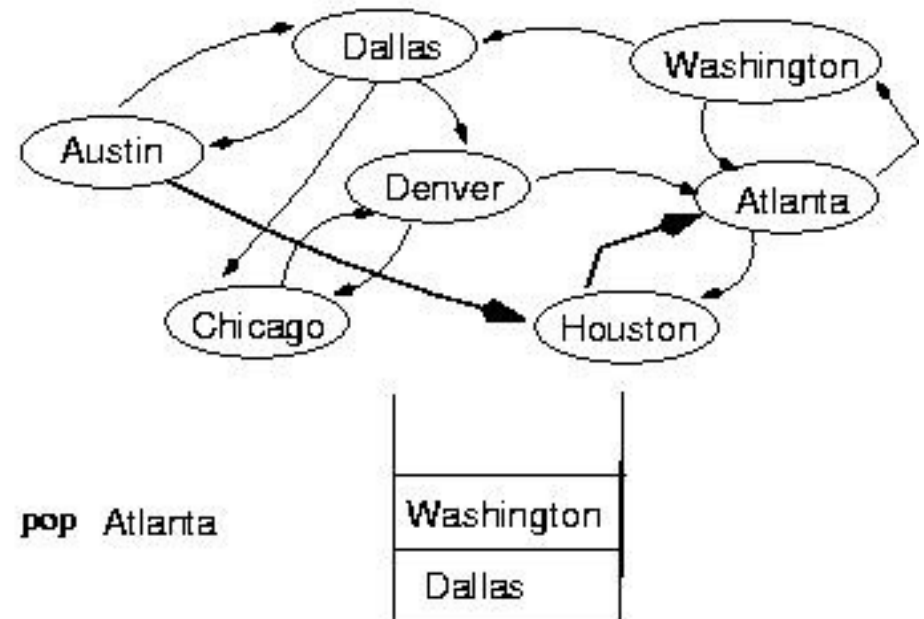 Dallas
Washington
Austin
Denver
Atlanta
Chicago
Houston
Washington
pop Atlanta
Dallas